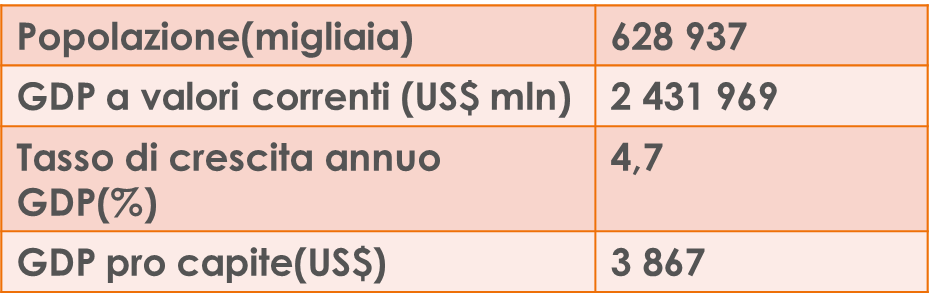 Popolazione(migliaia) 628 937
GDP a valori correnti (US$ mln) 2 431 969
Tasso di crescita annuo 4,7
GDP(%)
GDP pro capite(US$) 3 867